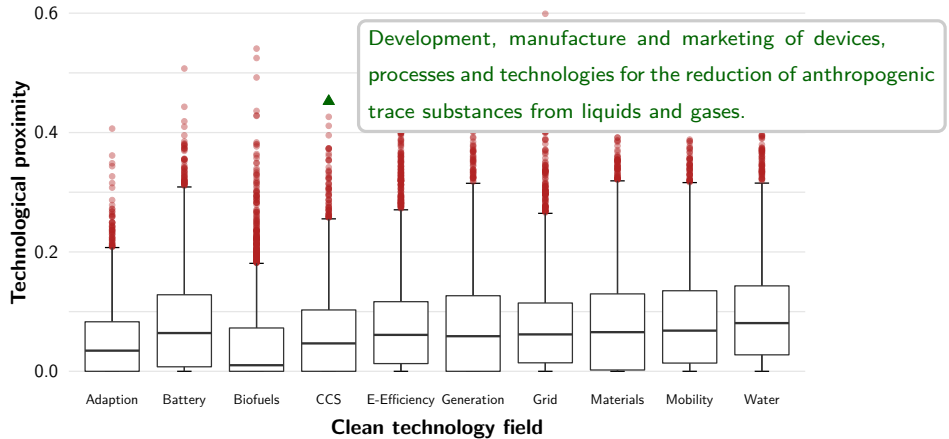 0.6
Development, manufacture and marketing of devices,
processes and technologies for the reduction of anthropogenic
trace substances from liquids and gases.
0.4
0.2
0.0
Technological proximity
Adaption Battery Biofuels CCS E-Efficiency Generation Grid Materials Mobility Water
Clean technology field